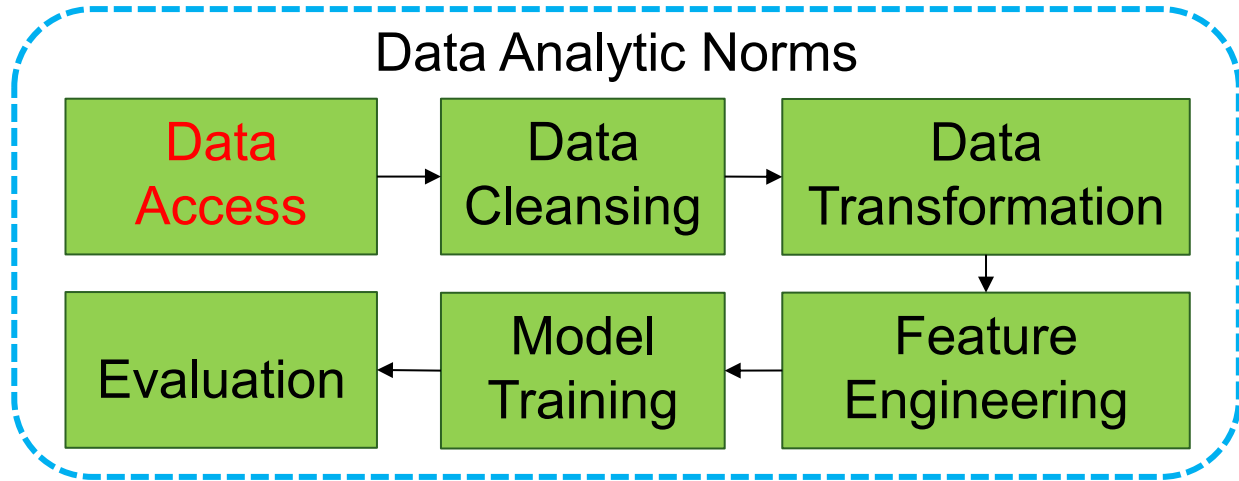 Data Analytic Norms
Data
Access
Data
Cleansing
Data
Transformation
Feature
Engineering
Model
Training
Evaluation